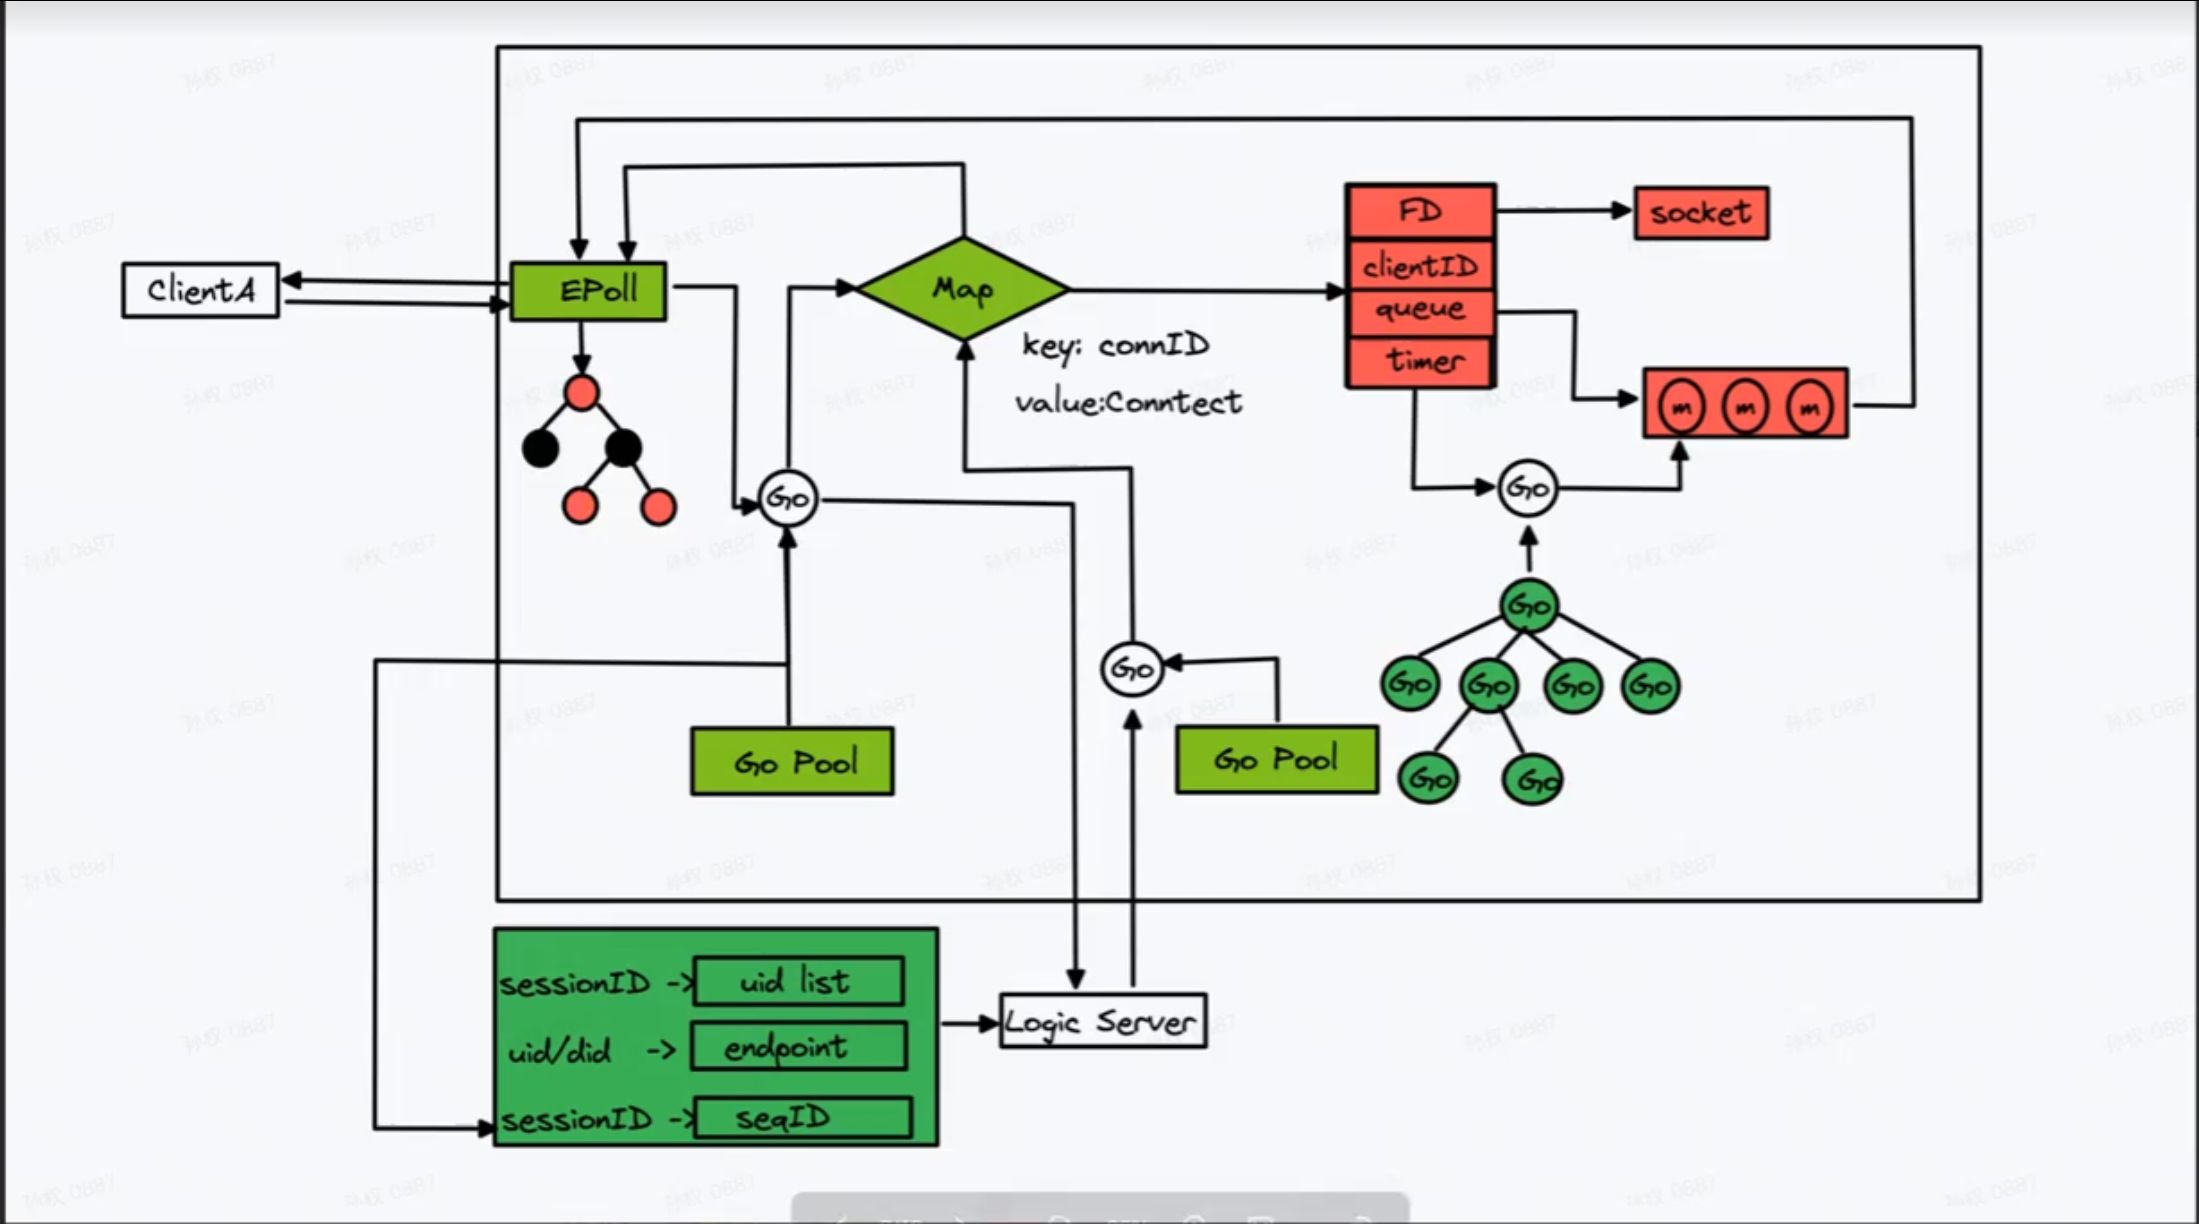 FD
socket
clientID
ClientA
EPoll
Map
queue
key: connID
timer
value:Conntect
m m m
Go
Go
Go
Go
Go Go Go Go
Go Pool
Go Pool
Go Go
sessionID -> uid list
uid/did -> endpoint
Logic Server
sessionID -> seqID